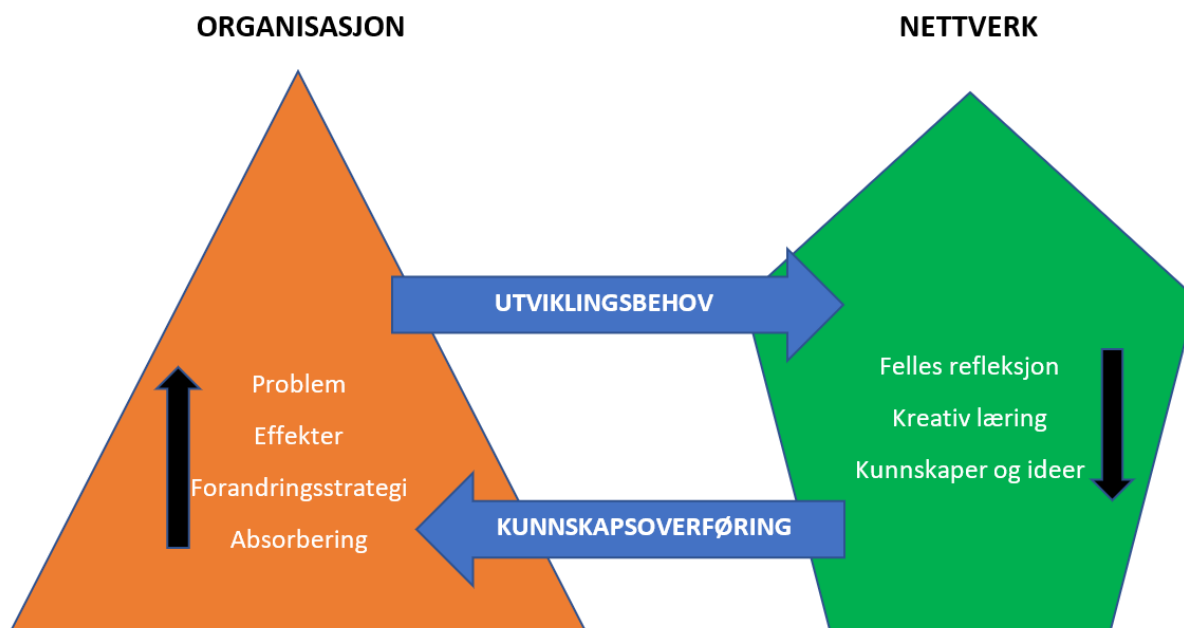 ORGANISASJON
NETTVERK
UTVIKLINGSBEHOV
Problem
Effekter
Forandringsstrategi
Absorbering
Felles refleksjon
Kreativ læring
Kunnskaper og ideer
KUNNSKAPSOVERFØRING